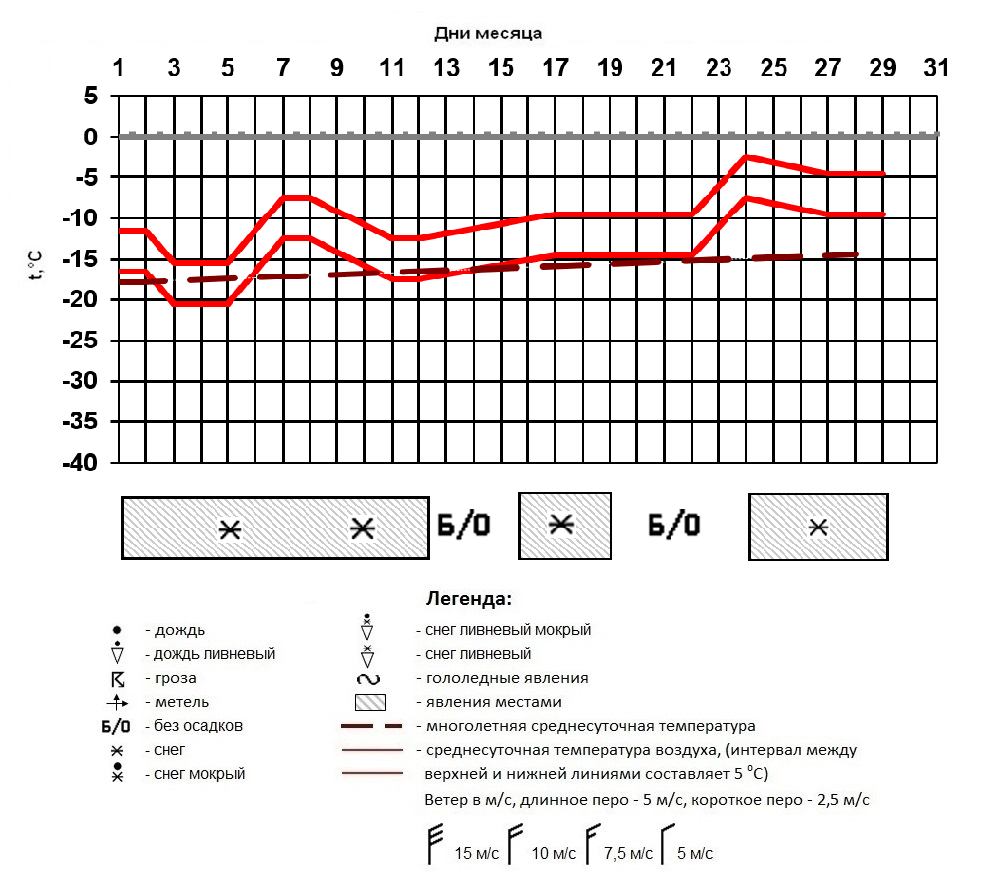 Дни месяца
1 3 5 7 9 11 13 15 17 19 21 23 25 27 29 31
5
0
-5
-10
-15
-20
-25
-30
-35
-40
t,°C
Б/О Б/О
Легенда:
- дождь
- дождь ливневый
- гроза
- метель
Б/О - без осадков
- снег
- снег мокрый
- снег ливневый мокрый
- снег ливневый
- гололедные явления
- явления местами
- многолетняя среднесуточная температура
- среднесуточная температура воздуха, (интервал между
верхней и нижней линиями составляет 5 °C)
Ветер в м/с, длинное перо - 5 м/с, короткое перо - 2,5 м/с
15 м/с 10 м/с 7,5 м/с 5 м/с